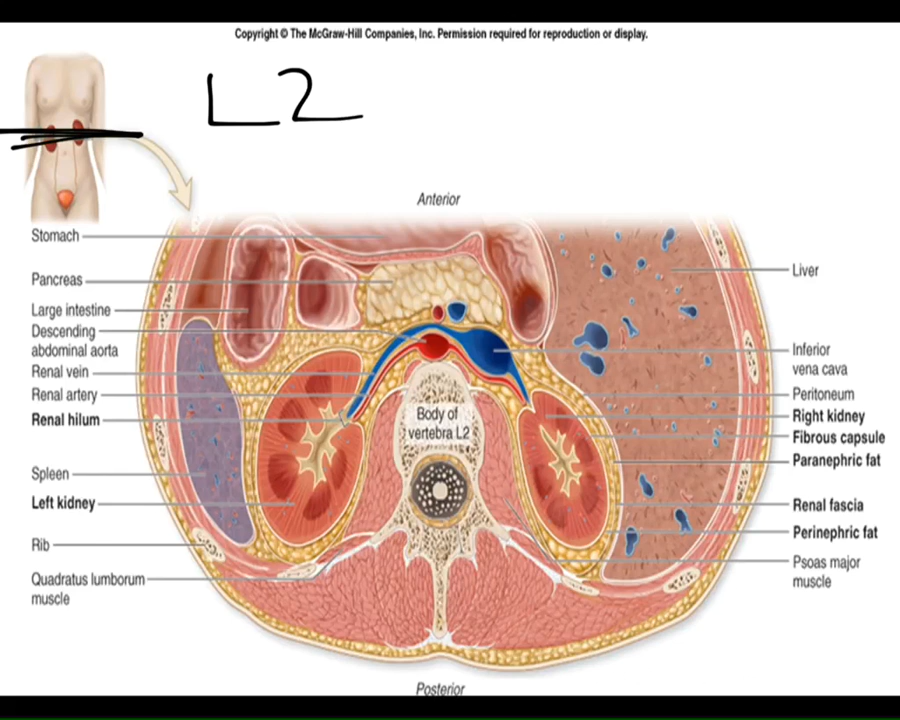 Copyright © The McGraw-Hill Companies, Inc. Permission required for reproduction or display.
L2
Anterior
Stomach
Pancreas
Large intestine
Descending
abdominal aorta
Renal vein
Renal artery
Renal hilum
Spleen
Left kidney
Rib
Quadratus lumborum
muscle
Body of
vertebra L2
Liver
Inferior
vena cava
Peritoneum
Right kidney
Fibrous capsule
Paranephric fat
Renal fascia
Perinephric fat
Psoas major
muscle
Posterior